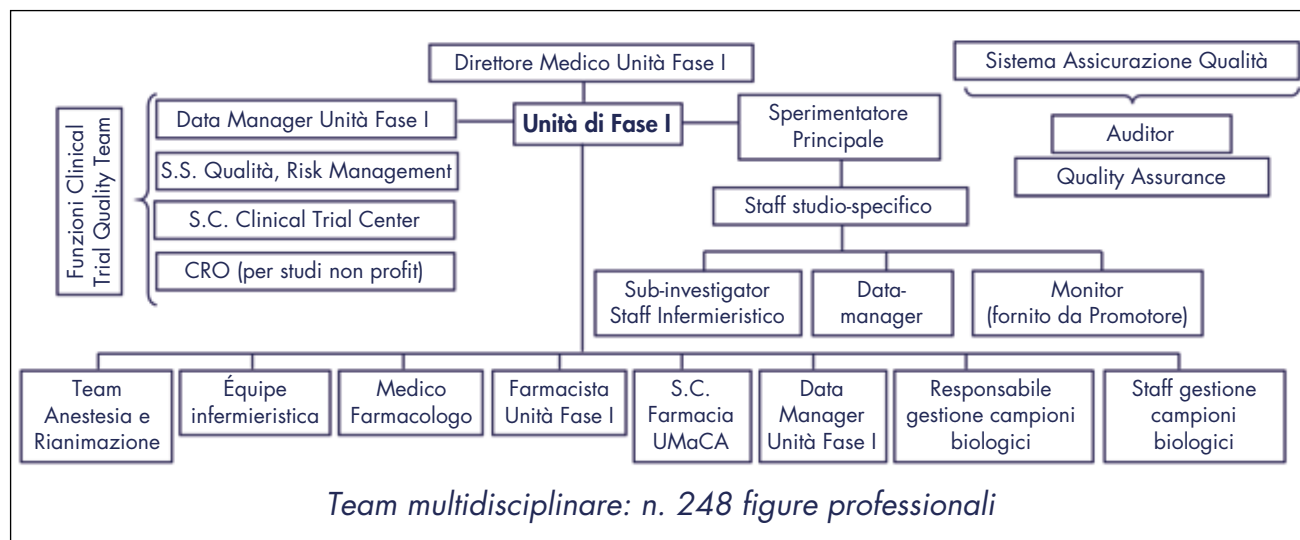 Direttore Medico Unità Fase I
Sistema Assicurazione Qualità
Funzioni Clinical
Trial Quality Team
Data Manager Unità Fase I
Unità di Fase I
Sperimentatore
Principale
Auditor
Quality Assurance
S.S. Qualità, Risk Management
S.C. Clinical Trial Center
CRO (per studi non profit)
Staff studio-specifico
Sub-investigator
Staff Infermieristico
Data-
manager
Monitor
(fornito da Promotore)
Team
Anestesia e
Rianimazione
Équipe
infermieristica
Medico
Farmacologo
Farmacista
Unità Fase I
S.C.
Farmacia
UMaCA
Data
Manager
Unità Fase I
Responsabile
gestione campioni
biologici
Staff gestione
campioni
biologici
Team multidisciplinare: n. 248 figure professionali